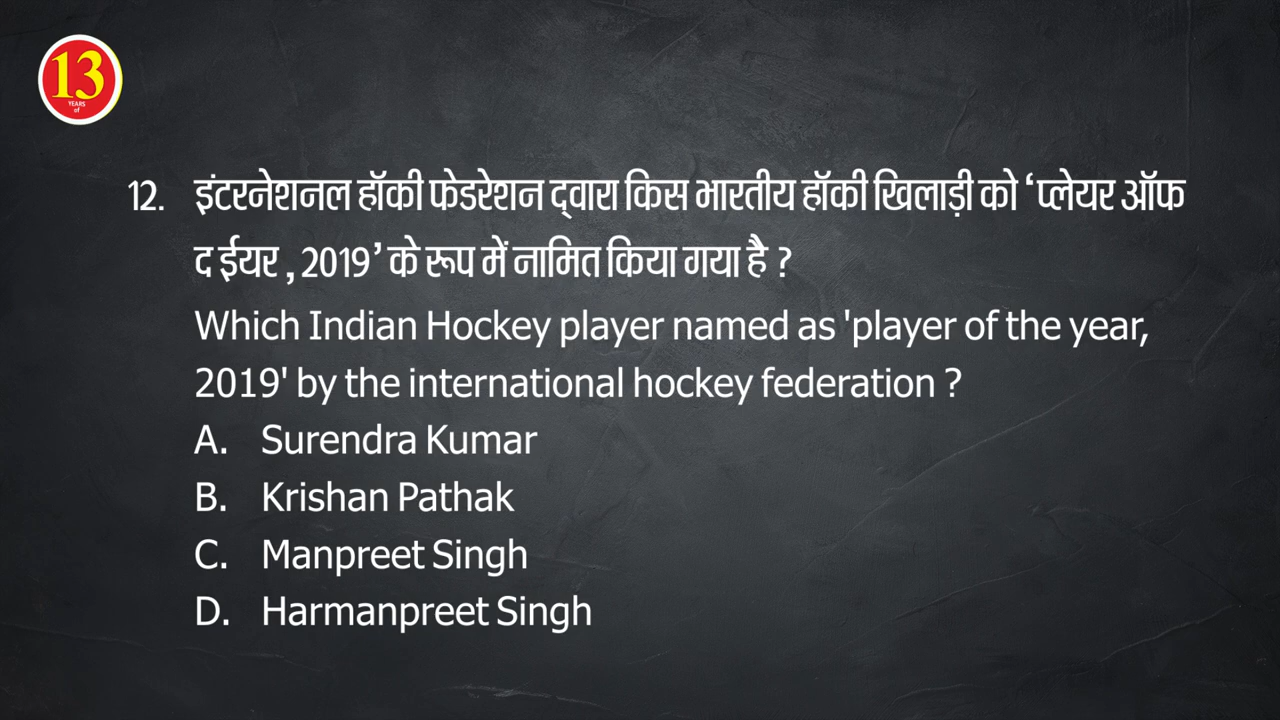 13
YEARS
of
12. इंटरनेशनल हॉकी फेडरेशन द्वारा किस भारतीय हॉकी खिलाड़ी को ‘प्लेयर ऑफ
द ईयर , 2019’ के रूप में नामित किया गया है ?
Which Indian Hockey player named as 'player of the year,
2019' by the international hockey federation ?
A. Surendra Kumar
B. Krishan Pathak
C. Manpreet Singh
D. Harmanpreet Singh